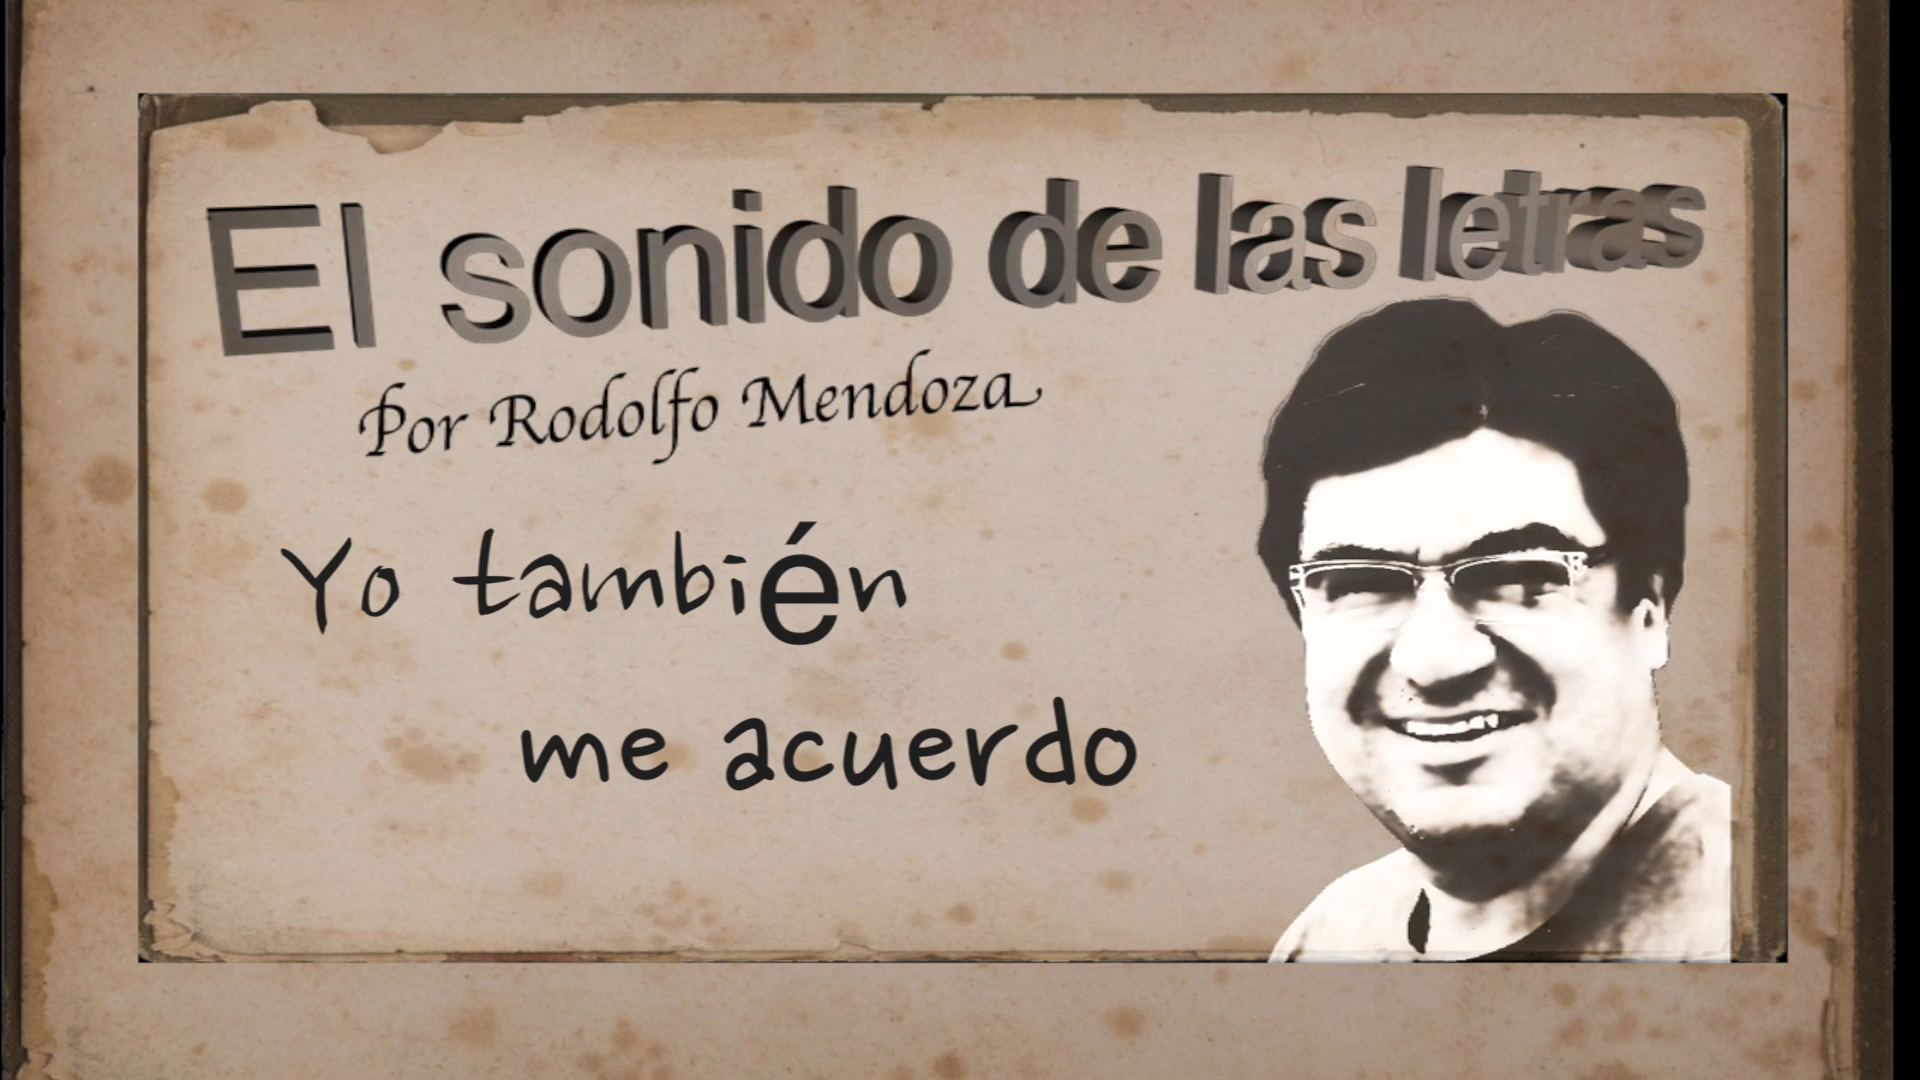 El sonido de las letras
Por Rodolfo Mendoza
Yo también
me acuerdo